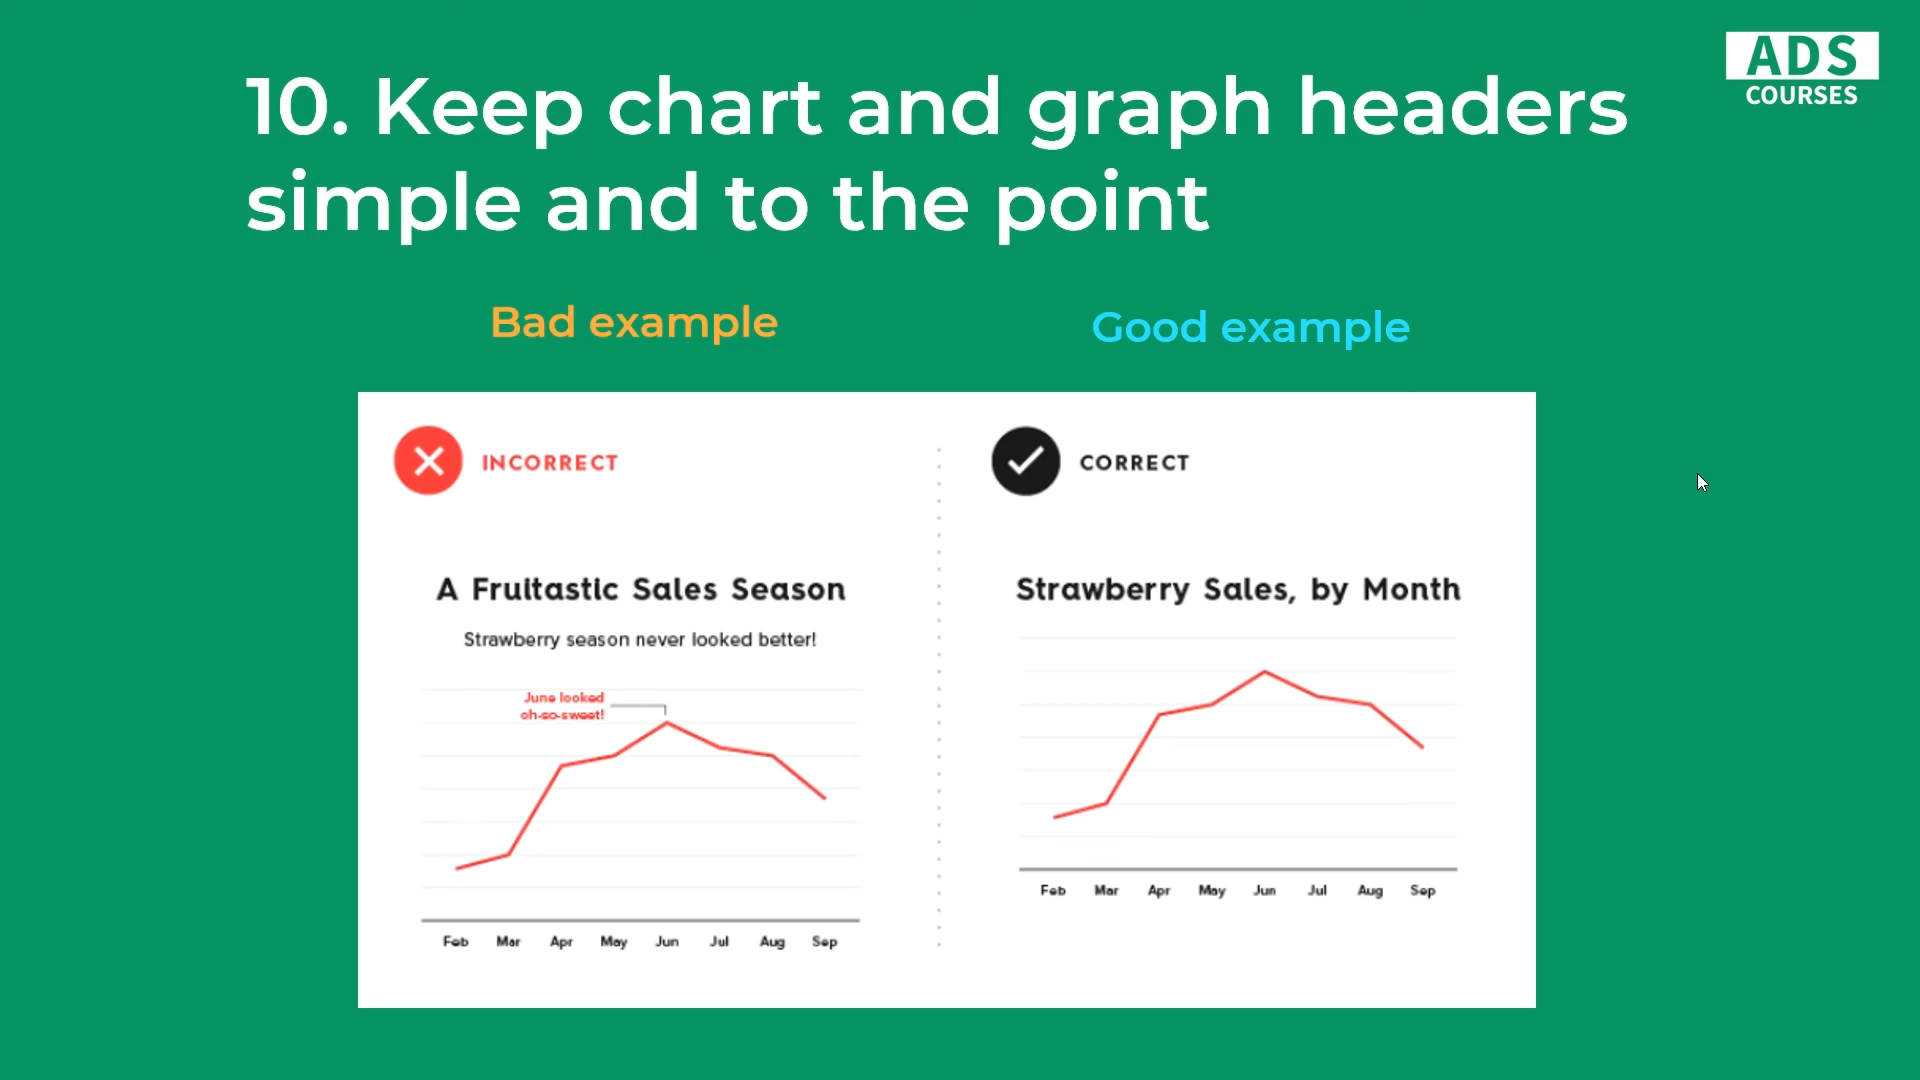 ADS
COURSES
10. Keep chart and graph headers
simple and to the point
Bad example
Good example
INCORRECT
A Fruitastic Sales Season
Strawberry season never looked better!
June looked
oh-so-sweet!
Feb Mar Apr May Jun Jul Aug Sep
CORRECT
Strawberry Sales, by Month
Feb Mar Apr May Jun Jul Aug Sep